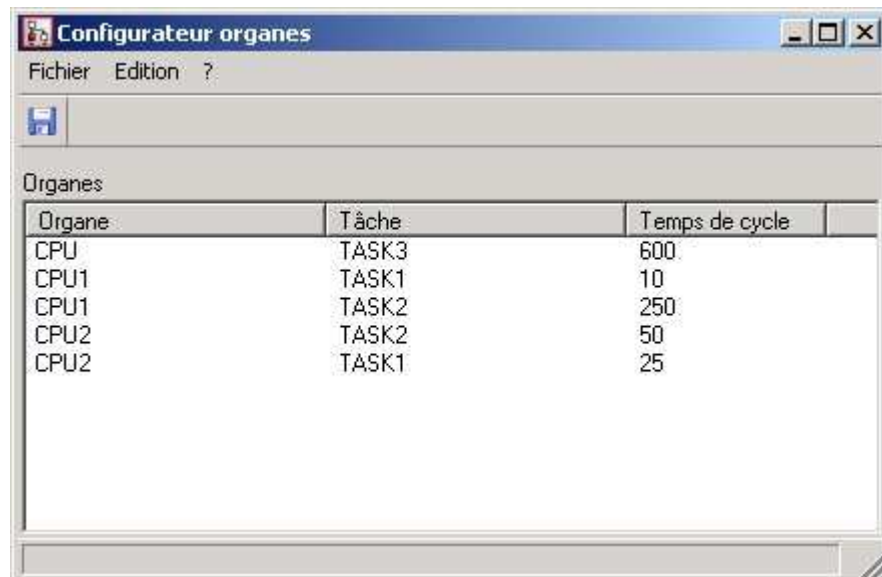 Configurateur organes
Fichier Edition ?
Organes
Organe Tâche Temps de cycle
CPU TASK3 600
CPU1 TASK1 10
CPU1 TASK2 250
CPU2 TASK2 50
CPU2 TASK1 25